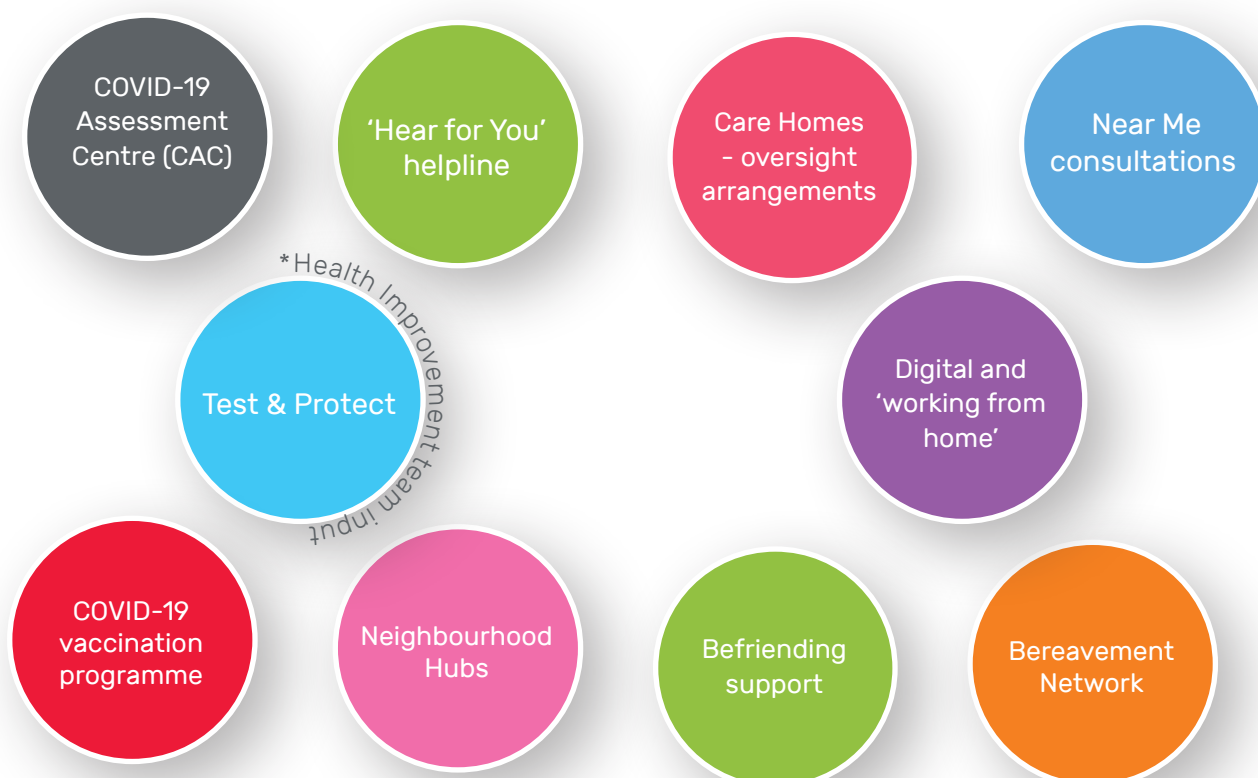 COVID-19
Assessment
Centre (CAC)
‘Hear for You’
helpline
Care Homes
- oversight
arrangements
Near Me
consultations
*Health Improvement team input
Test & Protect
Digital and
‘working from
home’
COVID-19
vaccination
programme
Neighbourhood
Hubs
Befriending
support
Bereavement
Network